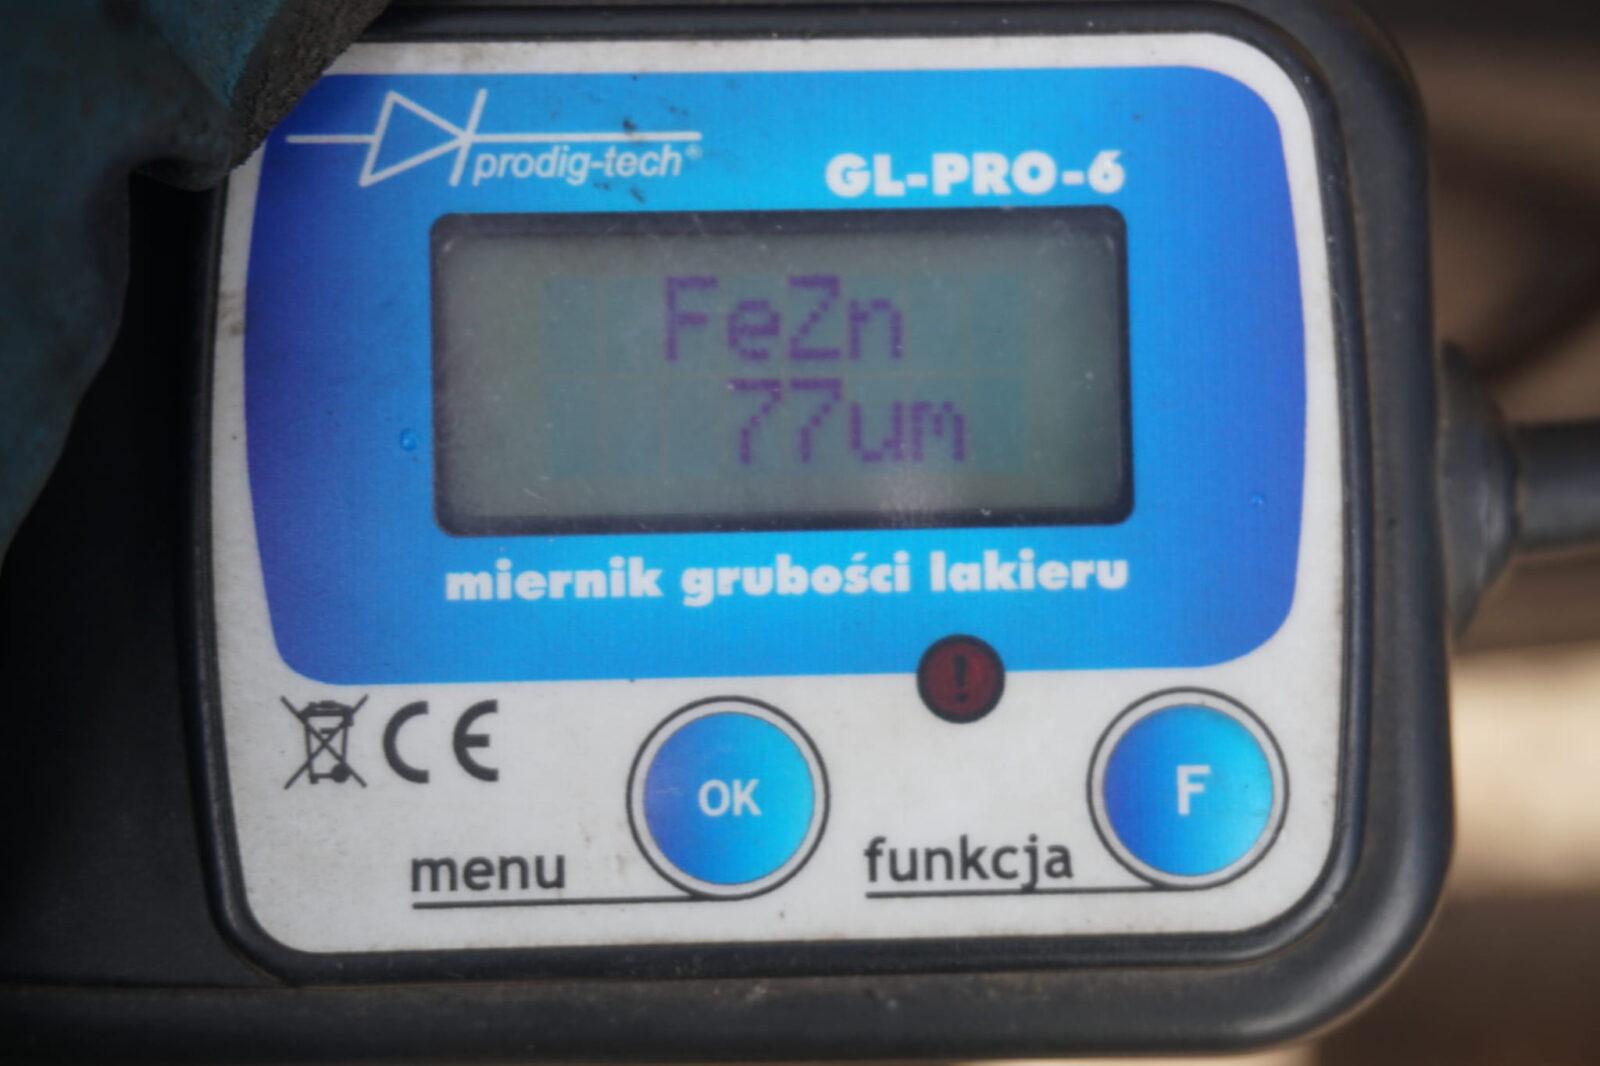 prodig-tech®
GL-PRO-6
FeZn
77um
miernik grubości lakieru
!
CE
OK
F
menu
funkcja